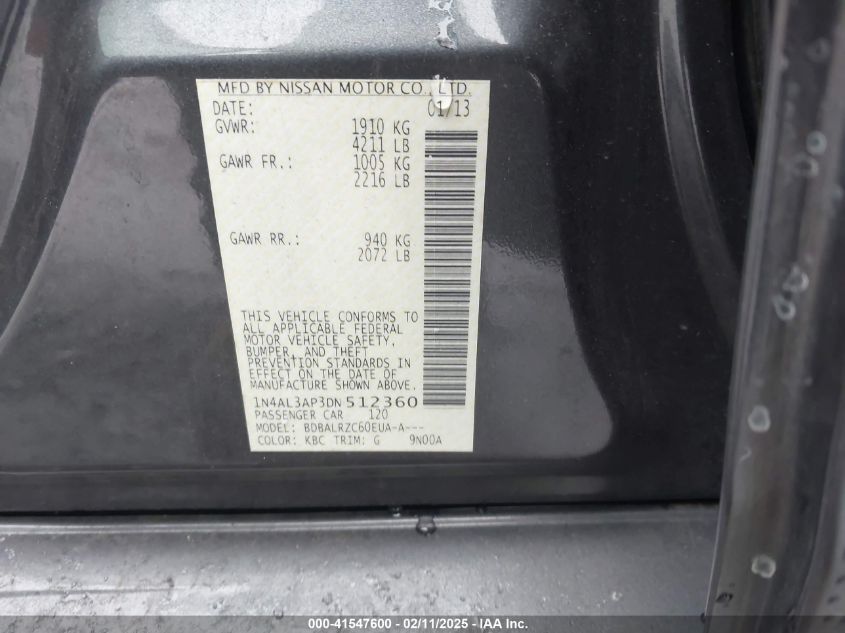 MFD BY NISSAN MOTOR CO., LTD.
DATE: 01/13
GVWR: 1910 KG
4211 LB
GAWR FR.: 1005 KG
2216 LB
GAWR RR.: 940 KG
2072 LB
THIS VEHICLE CONFORMS TO
ALL APPLICABLE FEDERAL
MOTOR VEHICLE SAFETY,
BUMPER, AND THEFT
PREVENTION STANDARDS IN
EFFECT ON THE DATE OF
MANUFACTURE SHOWN ABOVE.
1N4AL3AP3DN512360
PASSENGER CAR 120
MODEL: BDBALRZC60EUA-A---
COLOR: KBC TRIM: G 9N00A
000-41547600 - 02/11/2025 - IAA Inc.